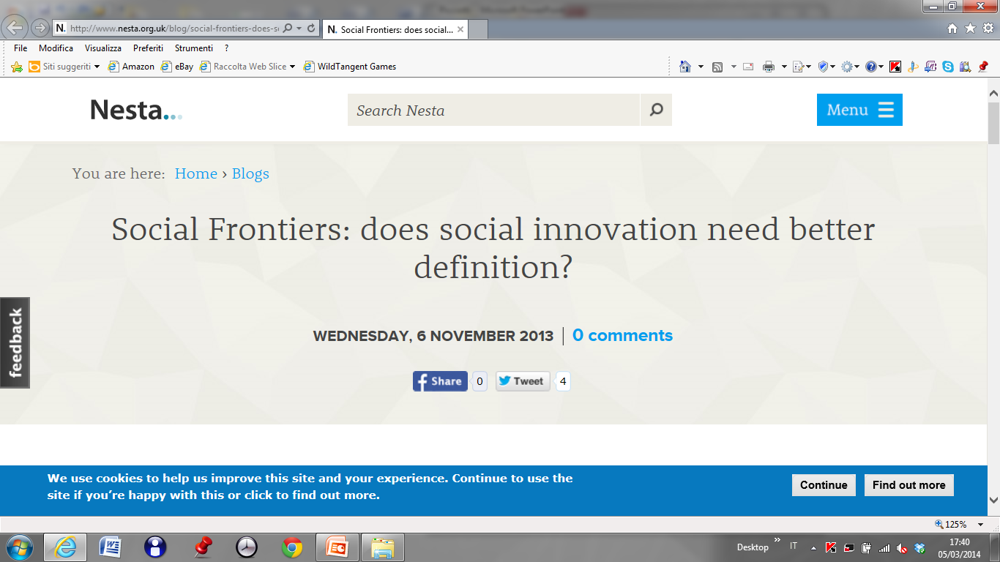 http://www.nesta.org.uk/blog/social-frontiers-does-s
N. Social Frontiers: does social...
File Modifica Visualizza Preferiti Strumenti ?
Siti suggeriti Amazon eBay Raccolta Web Slice WildTangent Games
Nesta...
Search Nesta
Menu
You are here: Home › Blogs
Social Frontiers: does social innovation need better
definition?
feedback
WEDNESDAY, 6 NOVEMBER 2013 | 0 comments
Share 0 Tweet 4
We use cookies to help us improve this site and your experience. Continue to use the
site if you’re happy with this or click to find out more.
Continue Find out more
125%
Desktop » IT 17:40
05/03/2014